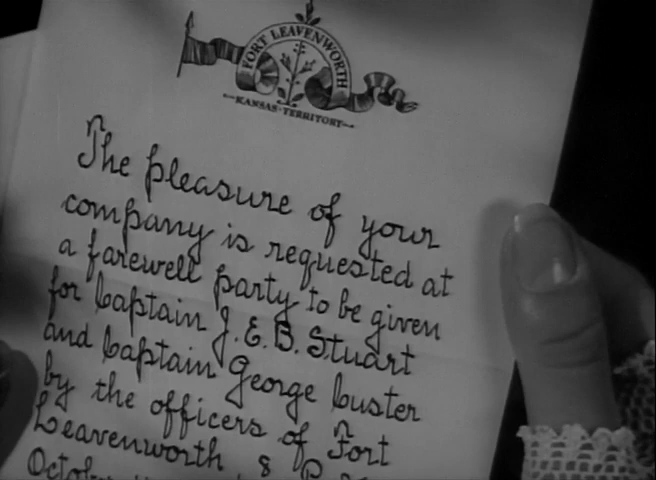 FORT LEAVENWORTH
KANSAS-TERRITORY
The pleasure of your
company is requested at
a farewell party to be given
for Captain J.E.B. Stuart
and Captain George Custer
by the officers of Fort
Leavenworth 8